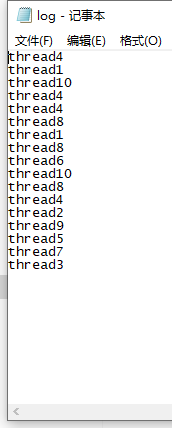 log - 记事本
文件(F) 编辑(E) 格式(O)
thread4
thread1
thread10
thread4
thread4
thread8
thread1
thread8
thread6
thread10
thread8
thread4
thread2
thread9
thread5
thread7
thread3